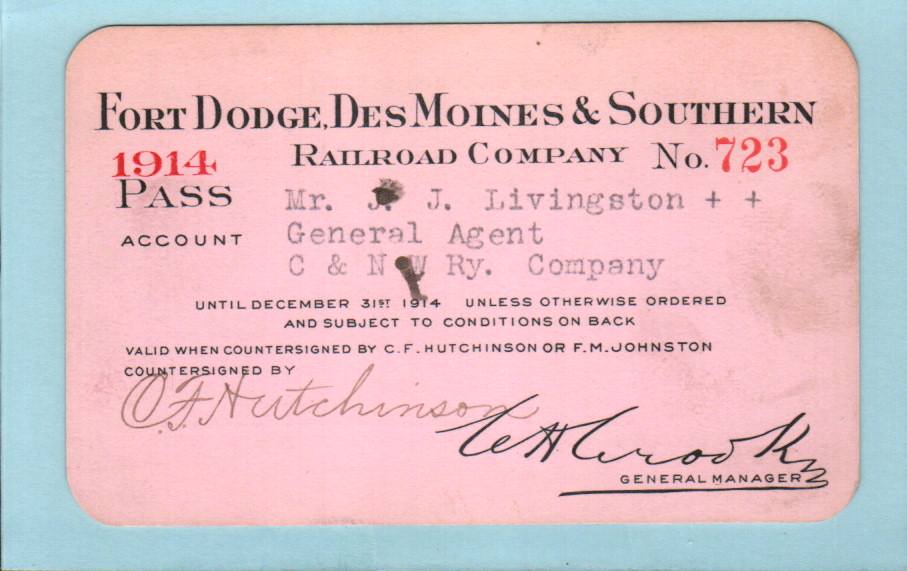 FORT DODGE, DES MOINES & SOUTHERN
RAILROAD COMPANY No. 723
1914
PASS Mr. J. J. Livingston + +
ACCOUNT General Agent
C & N W Ry. Company
UNTIL DECEMBER 31ST 1914 UNLESS OTHERWISE ORDERED
AND SUBJECT TO CONDITIONS ON BACK
VALID WHEN COUNTERSIGNED BY C.F. HUTCHINSON OR F.M. JOHNSTON
COUNTERSIGNED BY
C.F. Hutchinson
C H Crooks
GENERAL MANAGER